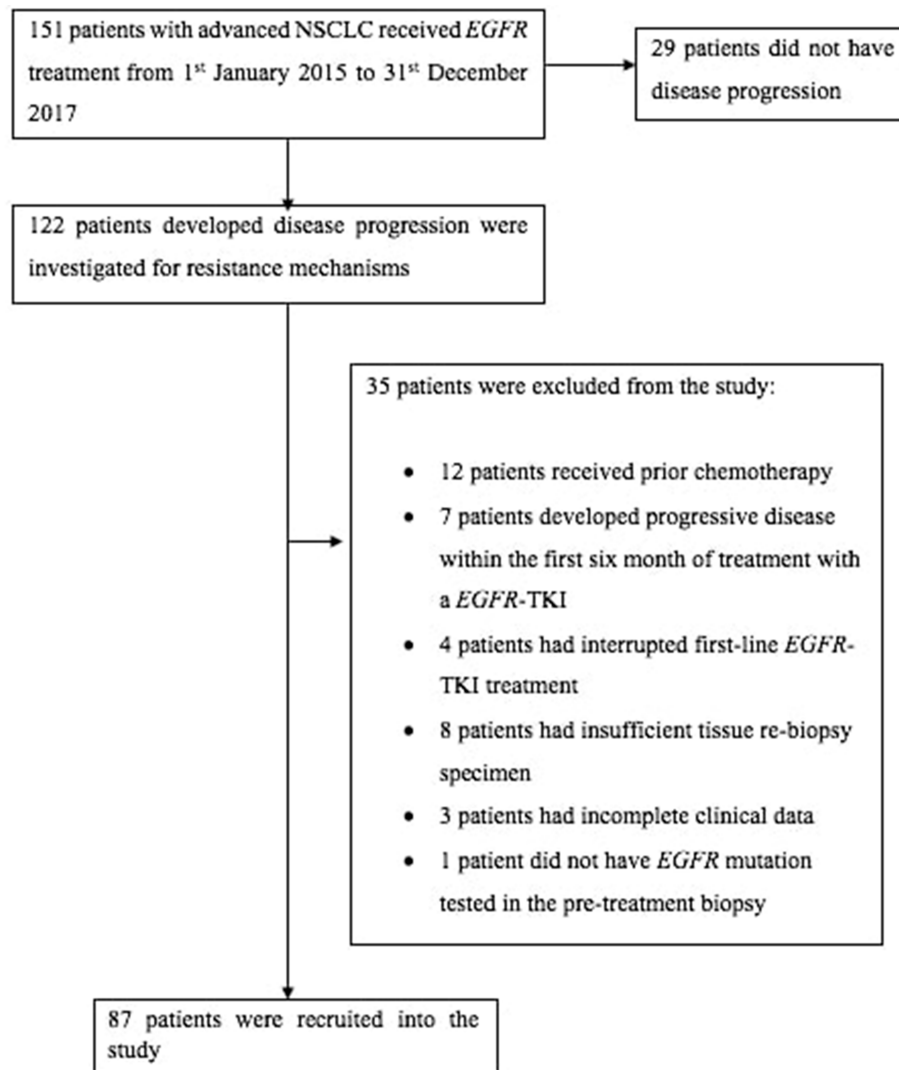 151 patients with advanced NSCLC received EGFR
treatment from 1st January 2015 to 31st December
2017
29 patients did not have
disease progression
122 patients developed disease progression were
investigated for resistance mechanisms
35 patients were excluded from the study:
• 12 patients received prior chemotherapy
• 7 patients developed progressive disease
within the first six month of treatment with
a EGFR-TKI
• 4 patients had interrupted first-line EGFR-
TKI treatment
• 8 patients had insufficient tissue re-biopsy
specimen
• 3 patients had incomplete clinical data
• 1 patient did not have EGFR mutation
tested in the pre-treatment biopsy
87 patients were recruited into the
study